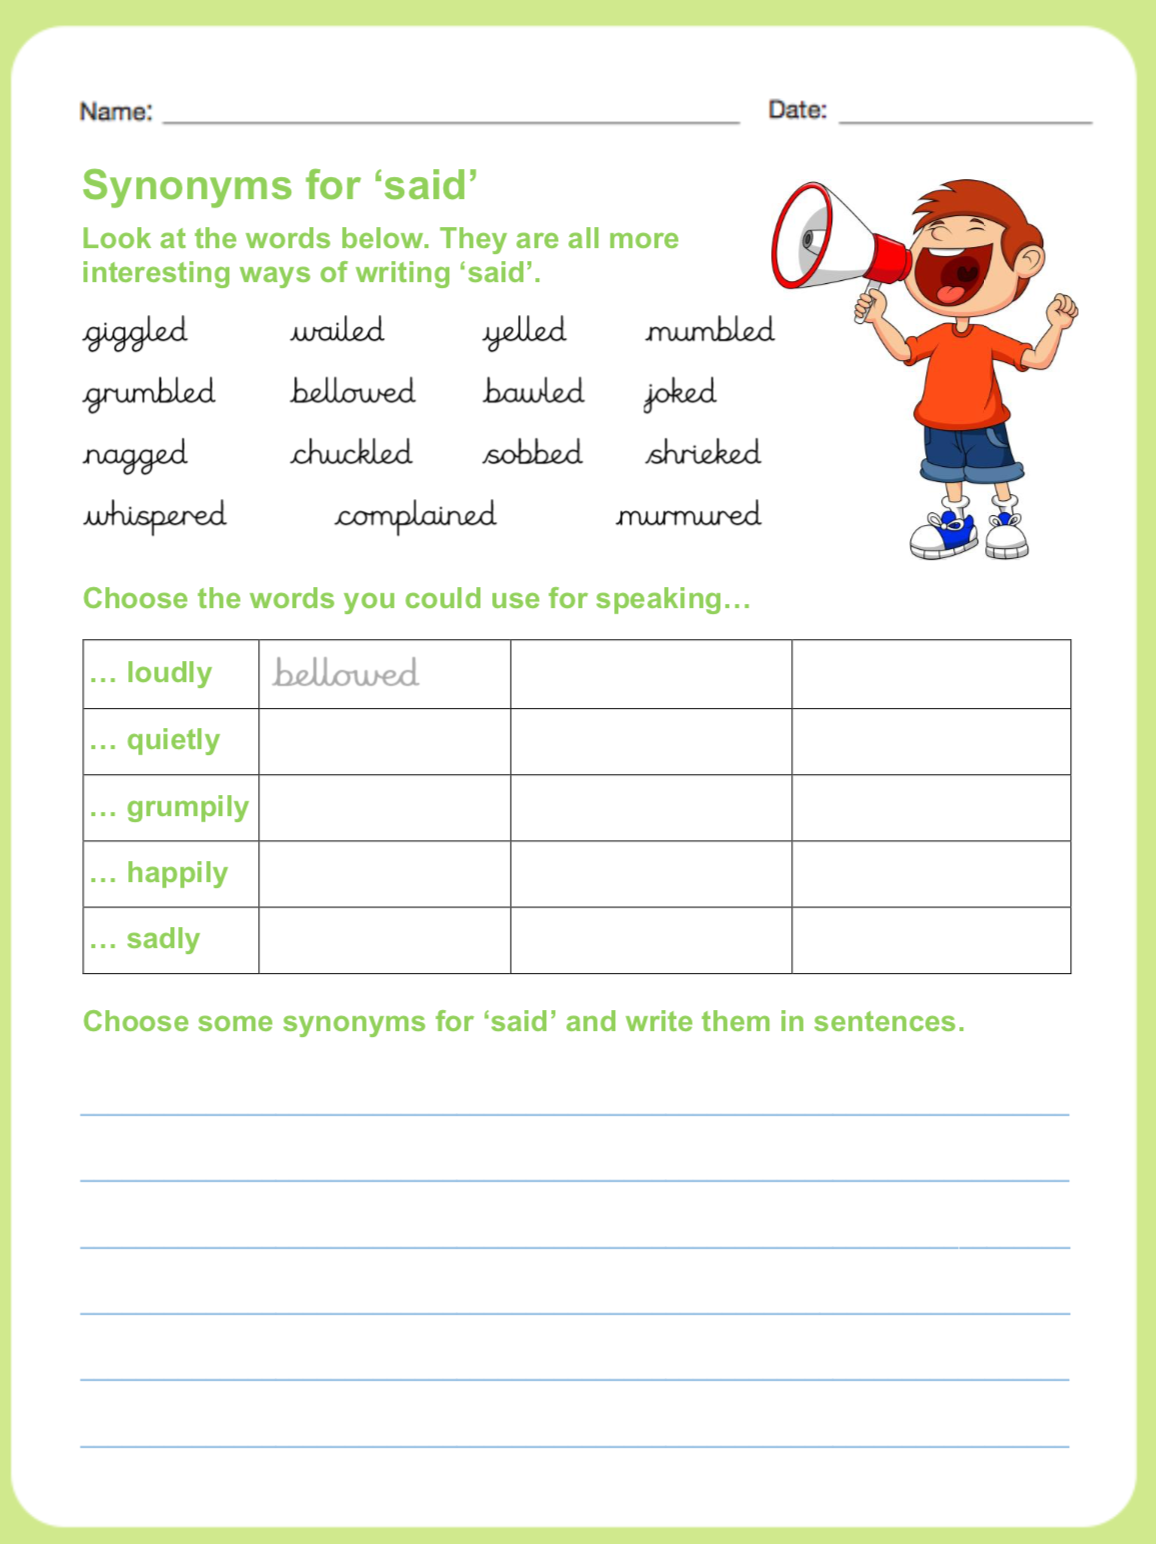 Name: Date:
Synonyms for ‘said’
Look at the words below. They are all more
interesting ways of writing ‘said’.
giggled wailed yelled mumbled
grumbled bellowed bawled joked
nagged chuckled sobbed shrieked
whispered complained murmured
Choose the words you could use for speaking…
… loudly bellowed
… quietly
… grumpily
… happily
… sadly
Choose some synonyms for ‘said’ and write them in sentences.